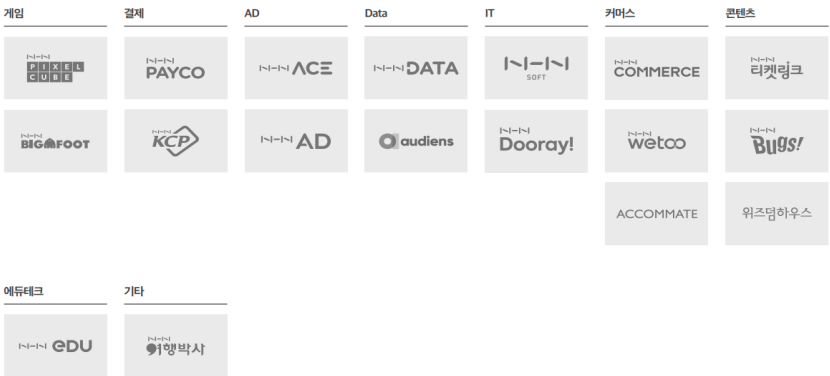 게임
NHN
PIXEL
CUBE
NHN
BIGFOOT
결제
NHN
PAYCO
NHN
KCP
AD
NHN ACE
NHN AD
Data
NHN DATA
audiens
IT
NHN
SOFT
NHN
Dooray!
커머스
NHN
COMMERCE
NHN
wetoo
ACCOMMATE
콘텐츠
NHN
티켓링크
NHN
Bugs!
위즈덤하우스
에듀테크
NHN EDU
기타
NHN
여행박사